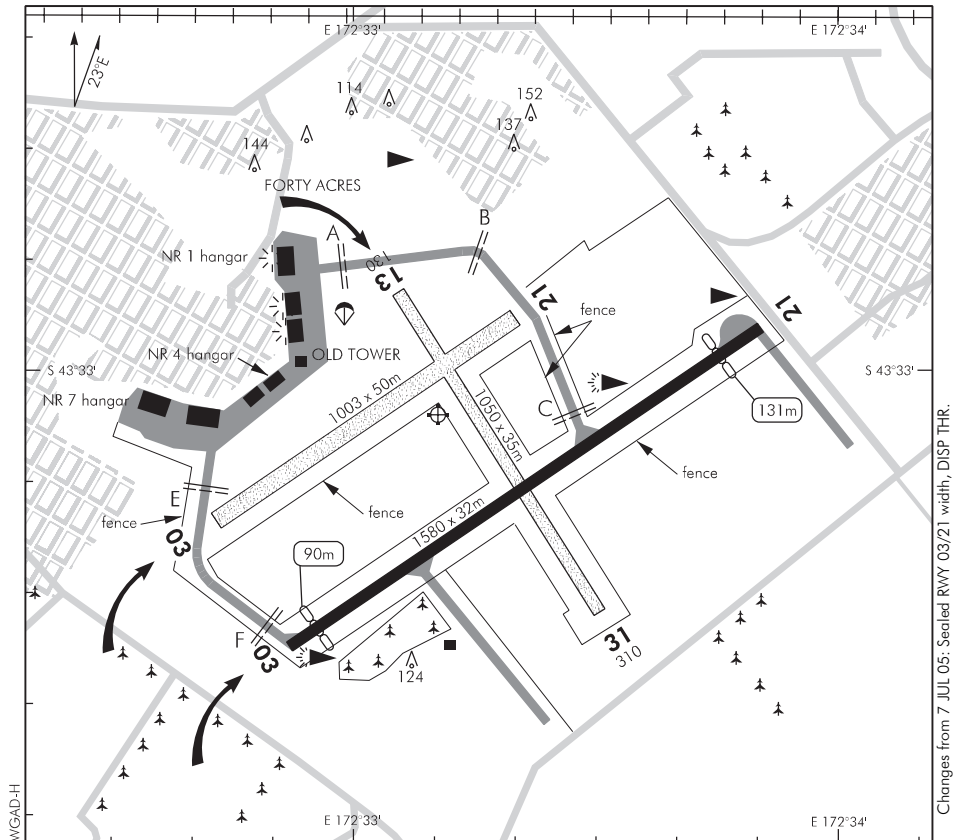 E 172°33'
E 172°34'
23°E
114
152
137
144
FORTY ACRES
B
A
NR 1 hangar
130
13
21
21
fence
OLD TOWER
NR 4 hangar
S 43°33'
S 43°33'
NR 7 hangar
1003 x 50m
1050 x 35m
C
131m
E
fence
fence
fence
1580 x 32m
03
90m
F
03
31
310
124
E 172°33'
E 172°34'
WGAD-H
Changes from 7 JUL 05: Sealed RWY 03/21 width, DISP THR.